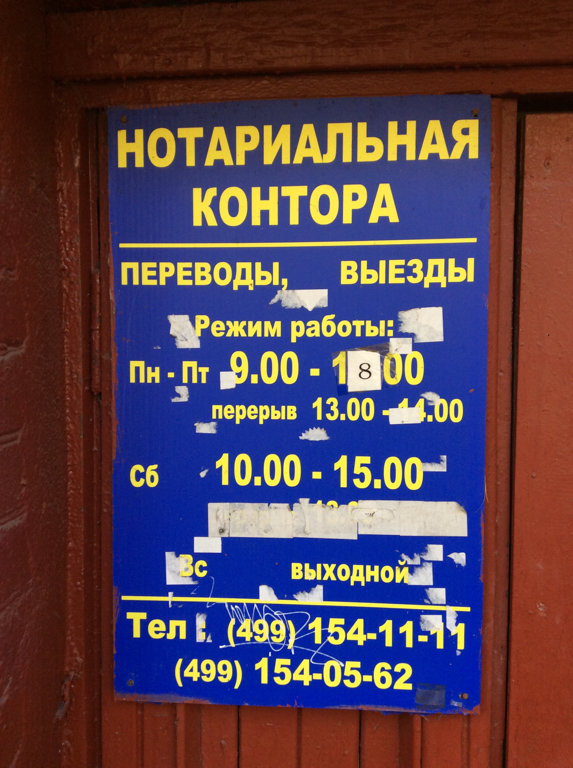 НОТАРИАЛЬНАЯ
КОНТОРА
ПЕРЕВОДЫ, ВЫЕЗДЫ
Режим работы:
Пн - Пт 9.00 - 18.00
перерыв 13.00 - 14.00
Сб 10.00 - 15.00
Вс выходной
Тел : (499) 154-11-11
(499) 154-05-62